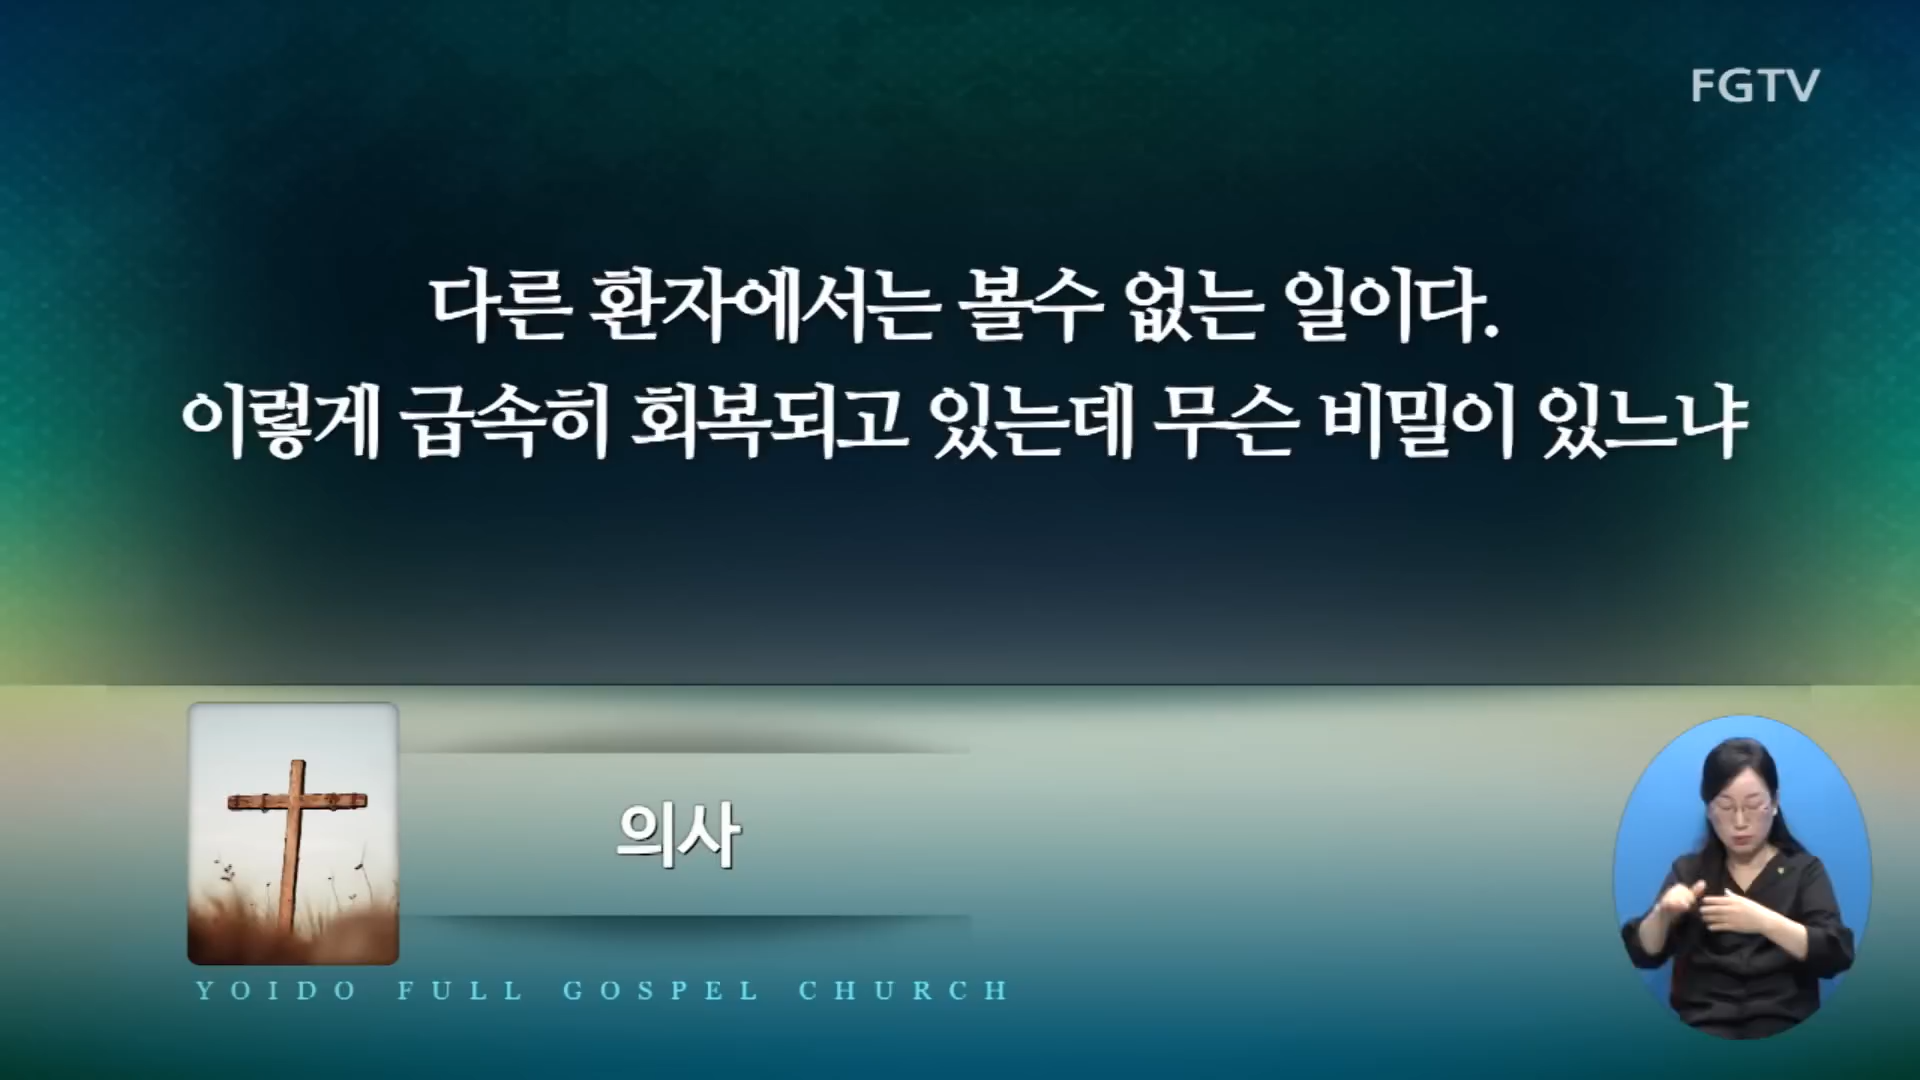 FGTV
다른 환자에서는 볼수 없는 일이다.
이렇게 급속히 회복되고 있는데 무슨 비밀이 있느냐
의사
YOIDO FULL GOSPEL CHURCH